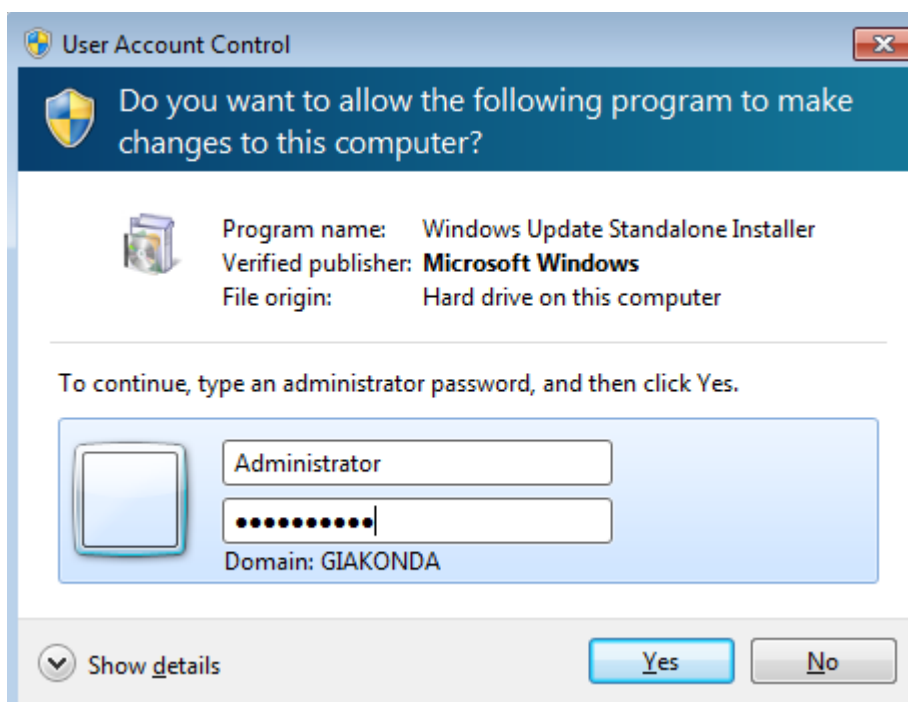 User Account Control
Do you want to allow the following program to make
changes to this computer?
Program name: Windows Update Standalone Installer
Verified publisher: Microsoft Windows
File origin: Hard drive on this computer
To continue, type an administrator password, and then click Yes.
Administrator
●●●●●●●●●●
Domain: GIAKONDA
Show details
Yes
No